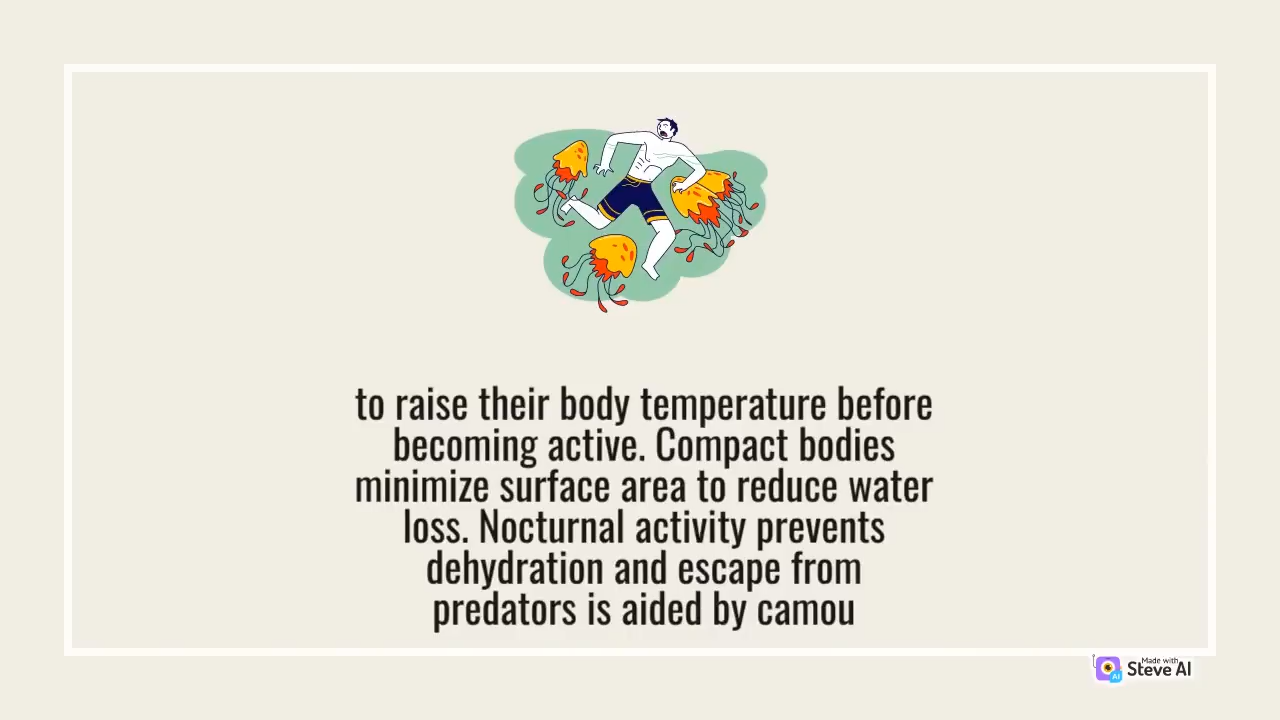 to raise their body temperature before
becoming active. Compact bodies
minimize surface area to reduce water
loss. Nocturnal activity prevents
dehydration and escape from
predators is aided by camou
Made with
Steve AI
AI